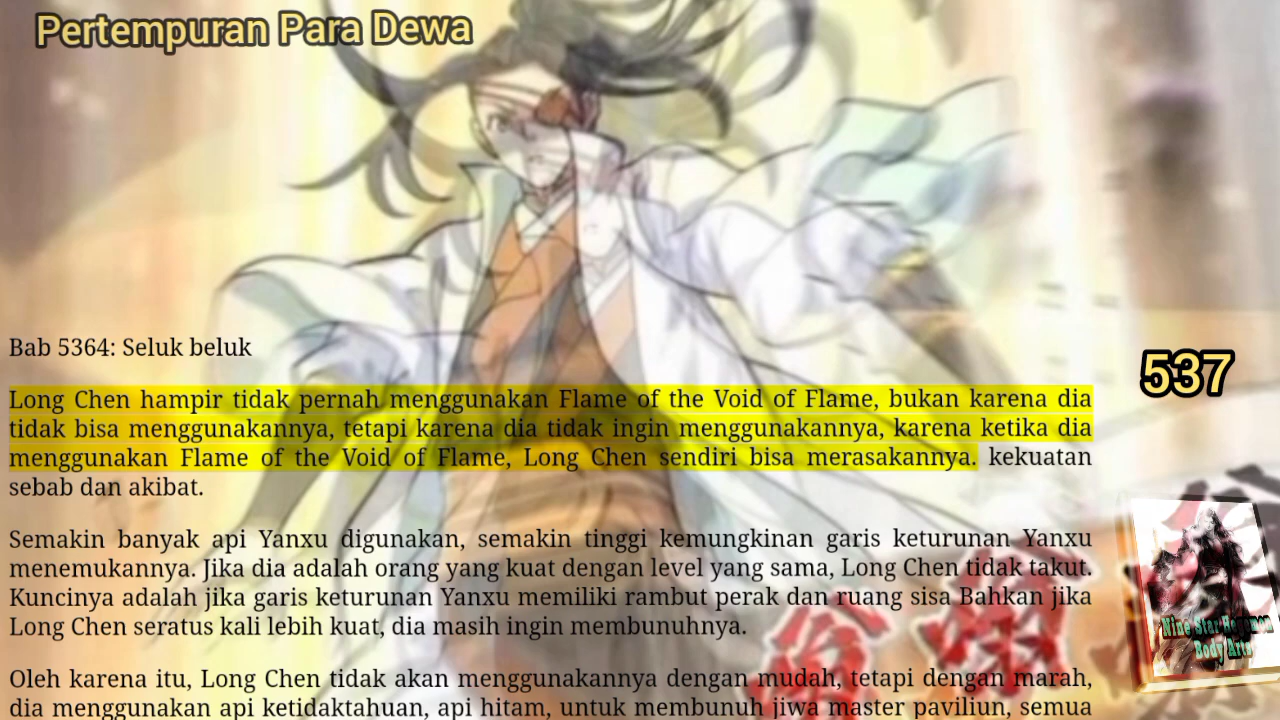 Pertempuran Para Dewa
Bab 5364: Seluk beluk
Long Chen hampir tidak pernah menggunakan Flame of the Void of Flame, bukan karena dia
tidak bisa menggunakannya, tetapi karena dia tidak ingin menggunakannya, karena ketika dia
menggunakan Flame of the Void of Flame, Long Chen sendiri bisa merasakannya. kekuatan
sebab dan akibat.
537
Semakin banyak api Yanxu digunakan, semakin tinggi kemungkinan garis keturunan Yanxu
menemukannya. Jika dia adalah orang yang kuat dengan level yang sama, Long Chen tidak takut.
Kuncinya adalah jika garis keturunan Yanxu memiliki rambut perak dan ruang sisa Bahkan jika
Long Chen seratus kali lebih kuat, dia masih ingin membunuhnya.
Nine Star Hegemon
Body Arts
Oleh karena itu, Long Chen tidak akan menggunakannya dengan mudah, tetapi dengan marah,
dia menggunakan api ketidaktahuan, api hitam, untuk membunuh jiwa master paviliun, semua